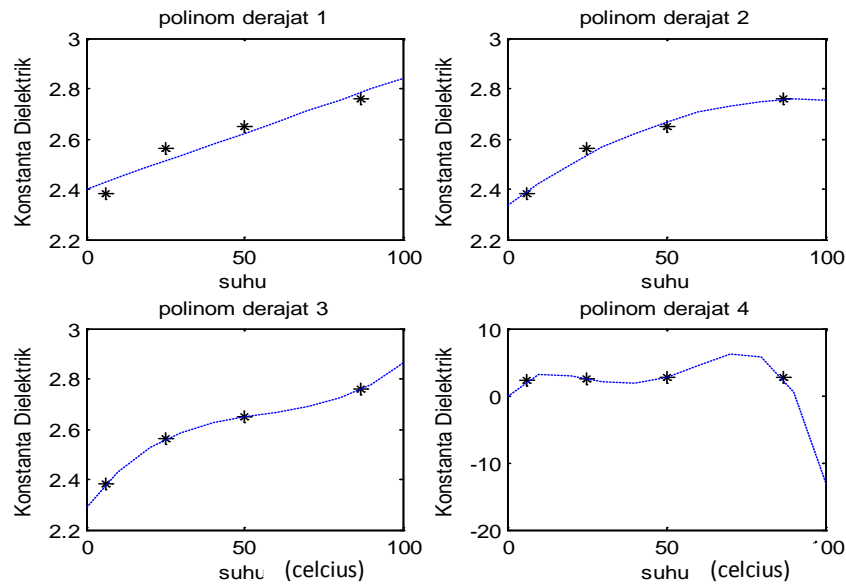 polinom derajat 1
3
2.8
2.6
2.4
2.2
0
50
100
Konstanta Dielektrik
suhu
polinom derajat 2
3
2.8
2.6
2.4
2.2
0
50
100
Konstanta Dielektrik
suhu
polinom derajat 3
3
2.8
2.6
2.4
2.2
0
50
100
Konstanta Dielektrik
suhu (celcius)
polinom derajat 4
10
0
-10
-20
0
50
100
Konstanta Dielektrik
suhu (celcius)